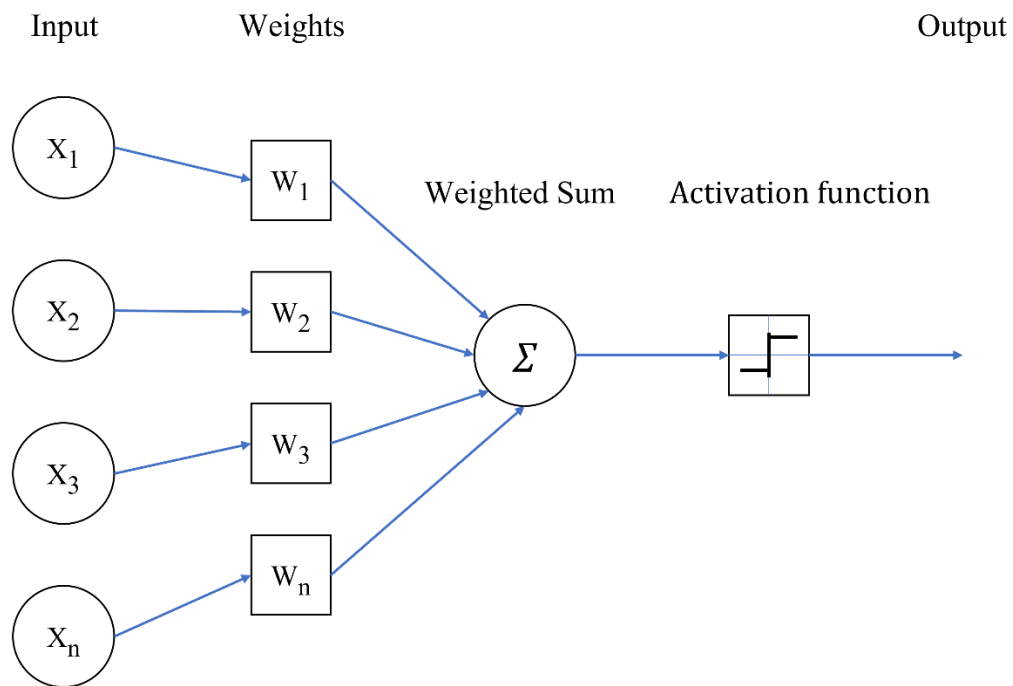 Input Weights Output
X₁
W₁
Weighted Sum Activation function
X₂
W₂
Σ
X₃
W₃
Xₙ
Wₙ